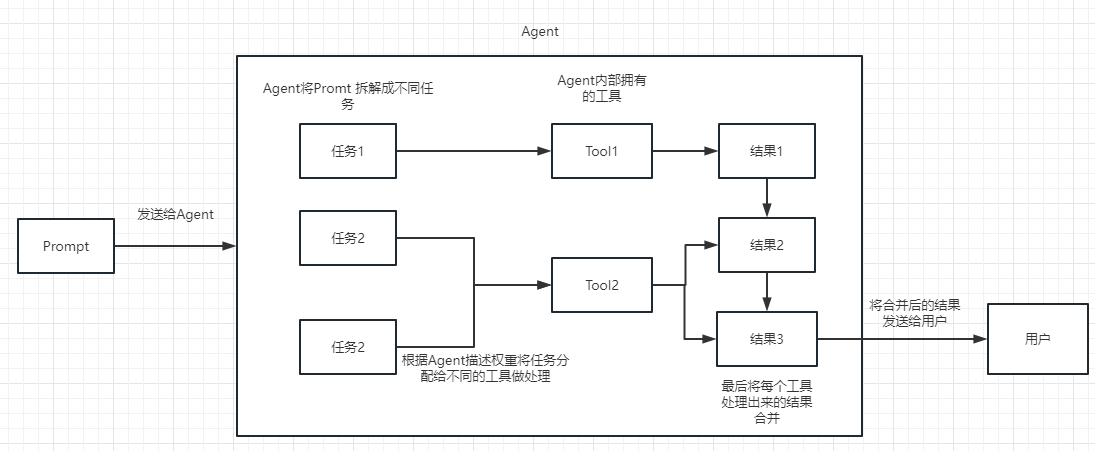 Agent
Agent将Promt 拆解成不同任
务
Agent内部拥有
的工具
任务1
Tool1
结果1
发送给Agent
Prompt
任务2
结果2
Tool2
将合并后的结果
发送给用户
任务2
结果3
用户
根据Agent描述权重将任务分
配给不同的工具做处理
最后将每个工具
处理出来的结果
合并